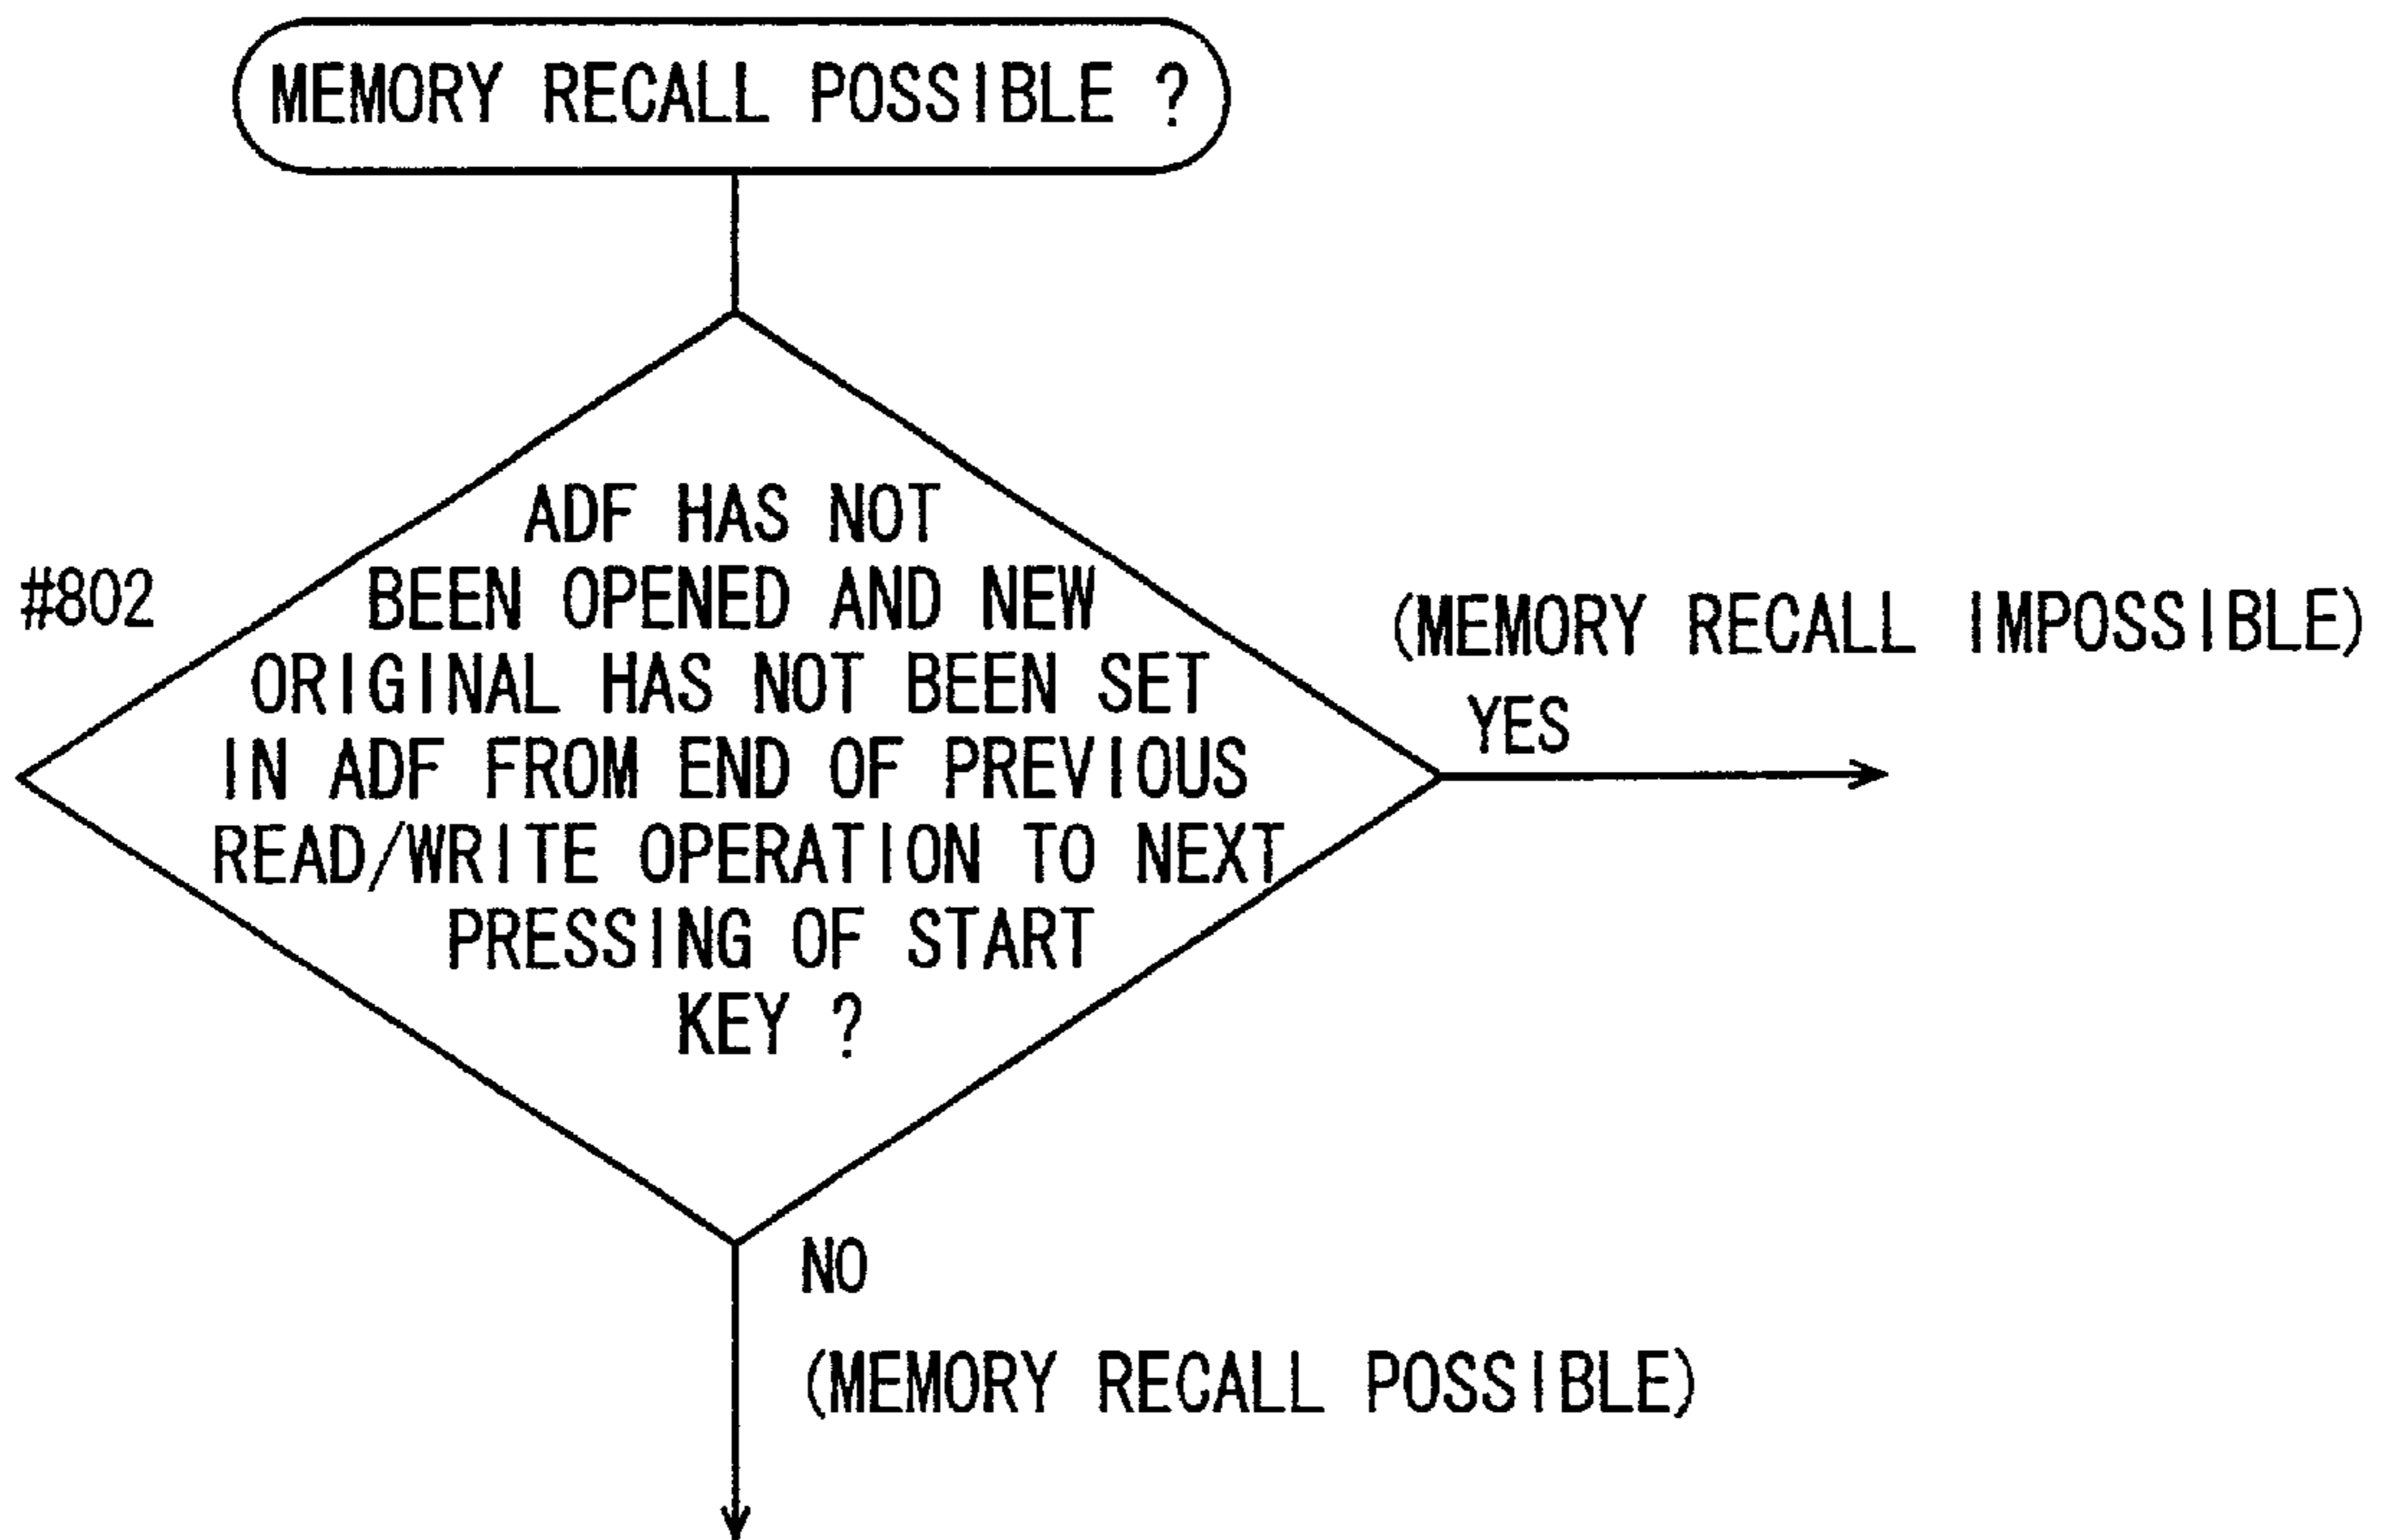 MEMORY RECALL POSSIBLE ?
ADF HAS NOT
BEEN OPENED AND NEW
ORIGINAL HAS NOT BEEN SET
IN ADF FROM END OF PREVIOUS
READ/WRITE OPERATION TO NEXT
PRESSING OF START
KEY ?
#802
(MEMORY RECALL IMPOSSIBLE)
YES
NO
(MEMORY RECALL POSSIBLE)